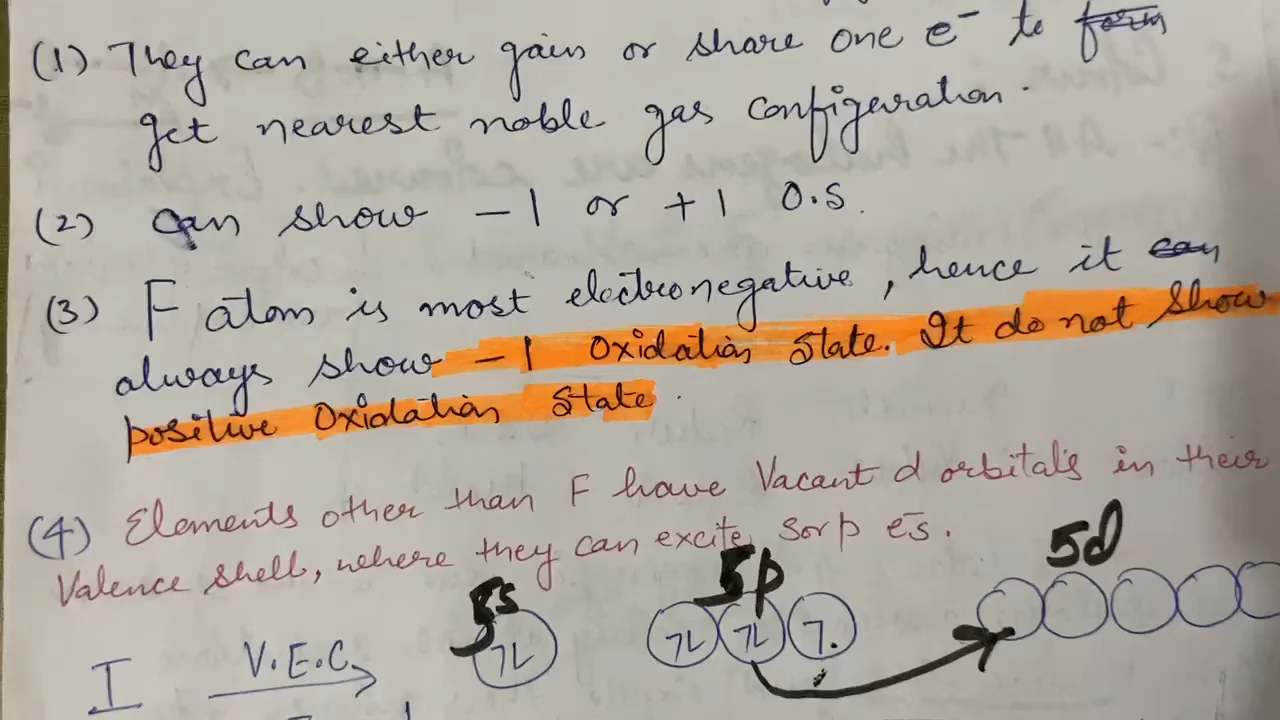 (1) They can either gain or share one e⁻ to form
get nearest noble gas configuration.
(2) can show -1 or +1 O.S.
(3) F atom is most electronegative, hence it can
always show -1 Oxidation State. It do not show
positive Oxidation State.
(4) Elements other than F have Vacant d orbitals in their
Valence shell, where they can excite s or p e⁻s.
5s 5p 5d
I V.E.C.